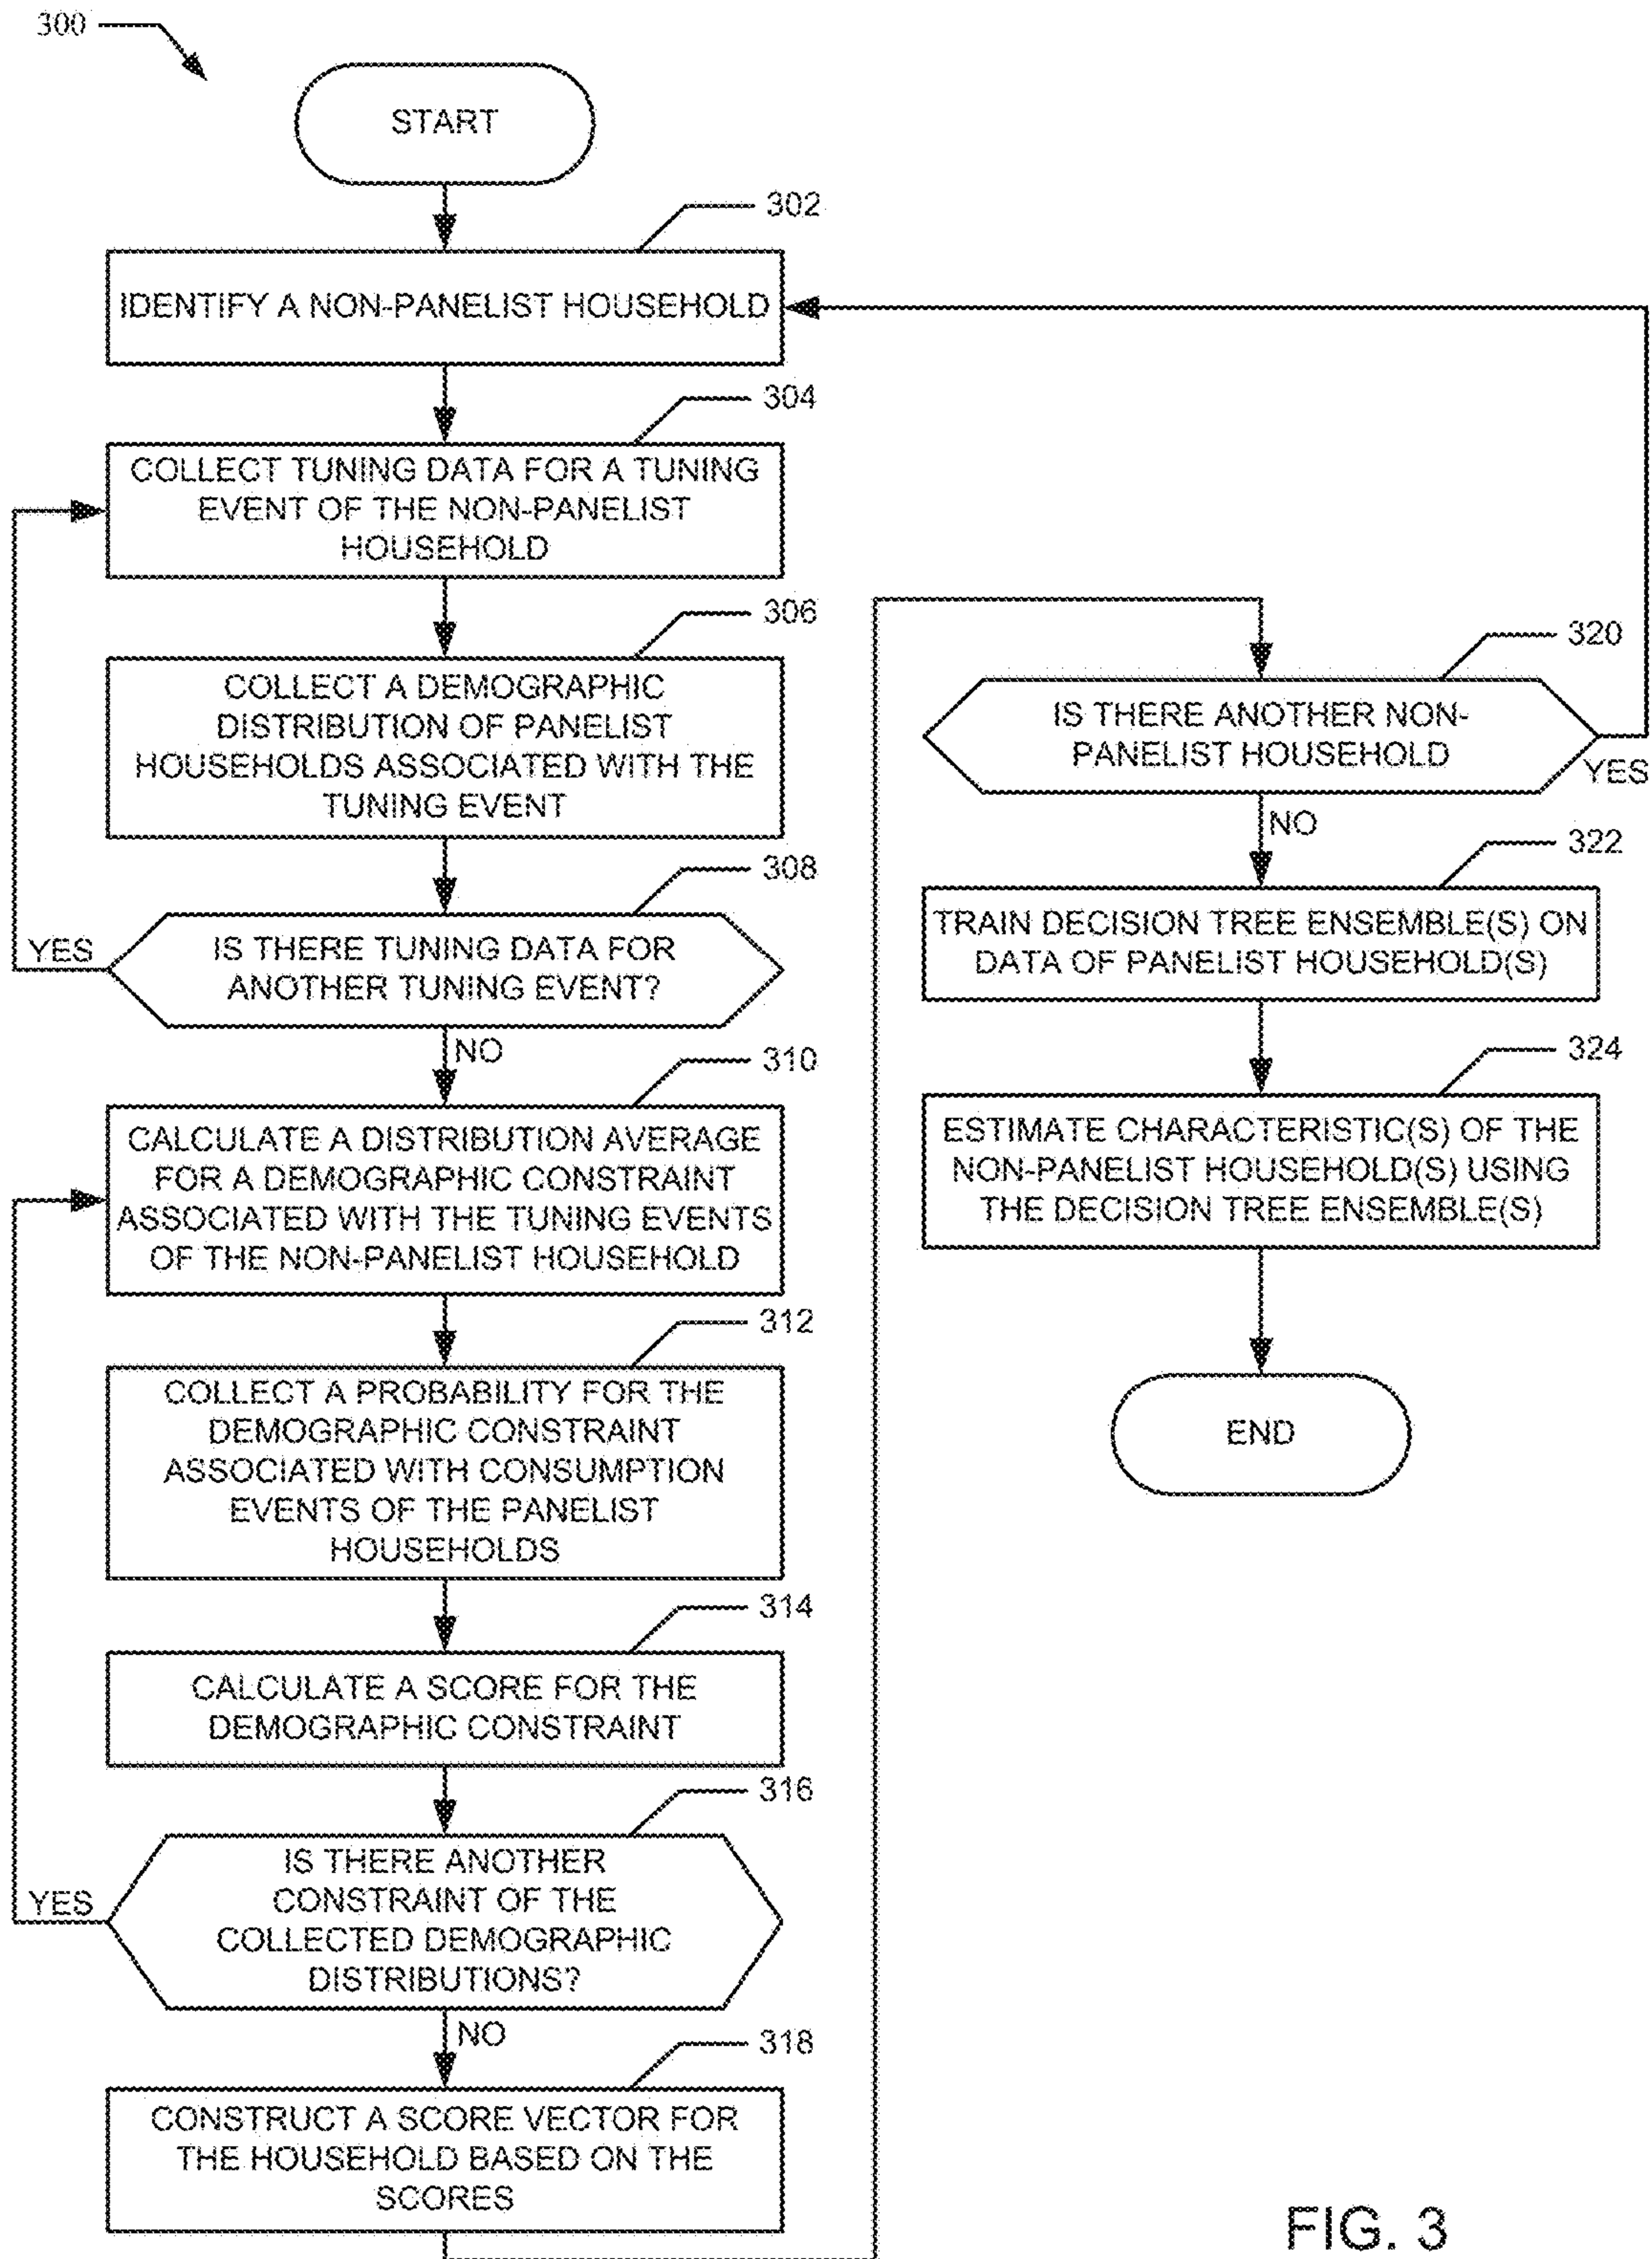 300
START
302
IDENTIFY A NON-PANELIST HOUSEHOLD
304
COLLECT TUNING DATA FOR A TUNING
EVENT OF THE NON-PANELIST
HOUSEHOLD
306
COLLECT A DEMOGRAPHIC
DISTRIBUTION OF PANELIST
HOUSEHOLDS ASSOCIATED WITH THE
TUNING EVENT
308
YES
IS THERE TUNING DATA FOR
ANOTHER TUNING EVENT?
NO
310
CALCULATE A DISTRIBUTION AVERAGE
FOR A DEMOGRAPHIC CONSTRAINT
ASSOCIATED WITH THE TUNING EVENTS
OF THE NON-PANELIST HOUSEHOLD
312
COLLECT A PROBABILITY FOR THE
DEMOGRAPHIC CONSTRAINT
ASSOCIATED WITH CONSUMPTION
EVENTS OF THE PANELIST
HOUSEHOLDS
314
CALCULATE A SCORE FOR THE
DEMOGRAPHIC CONSTRAINT
316
YES
IS THERE ANOTHER
CONSTRAINT OF THE
COLLECTED DEMOGRAPHIC
DISTRIBUTIONS?
NO
318
CONSTRUCT A SCORE VECTOR FOR
THE HOUSEHOLD BASED ON THE
SCORES
320
IS THERE ANOTHER NON-
PANELIST HOUSEHOLD
YES
NO
322
TRAIN DECISION TREE ENSEMBLE(S) ON
DATA OF PANELIST HOUSEHOLD(S)
324
ESTIMATE CHARACTERISTIC(S) OF THE
NON-PANELIST HOUSEHOLD(S) USING
THE DECISION TREE ENSEMBLE(S)
END
FIG. 3